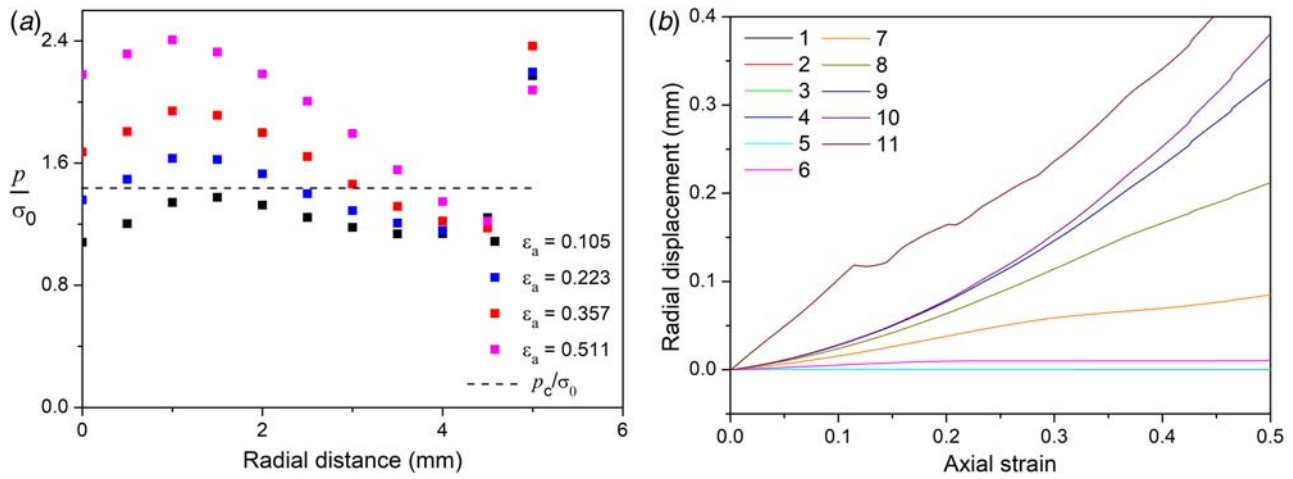 (a)
2.4
1.6
0.8
0.0
p
σ0
0 2 4 6
Radial distance (mm)
εa = 0.105
εa = 0.223
εa = 0.357
εa = 0.511
pc/σ0
(b)
0.4
0.3
0.2
0.1
0.0
Radial displacement (mm)
1 7
2 8
3 9
4 10
5 11
6
0.0 0.1 0.2 0.3 0.4 0.5
Axial strain